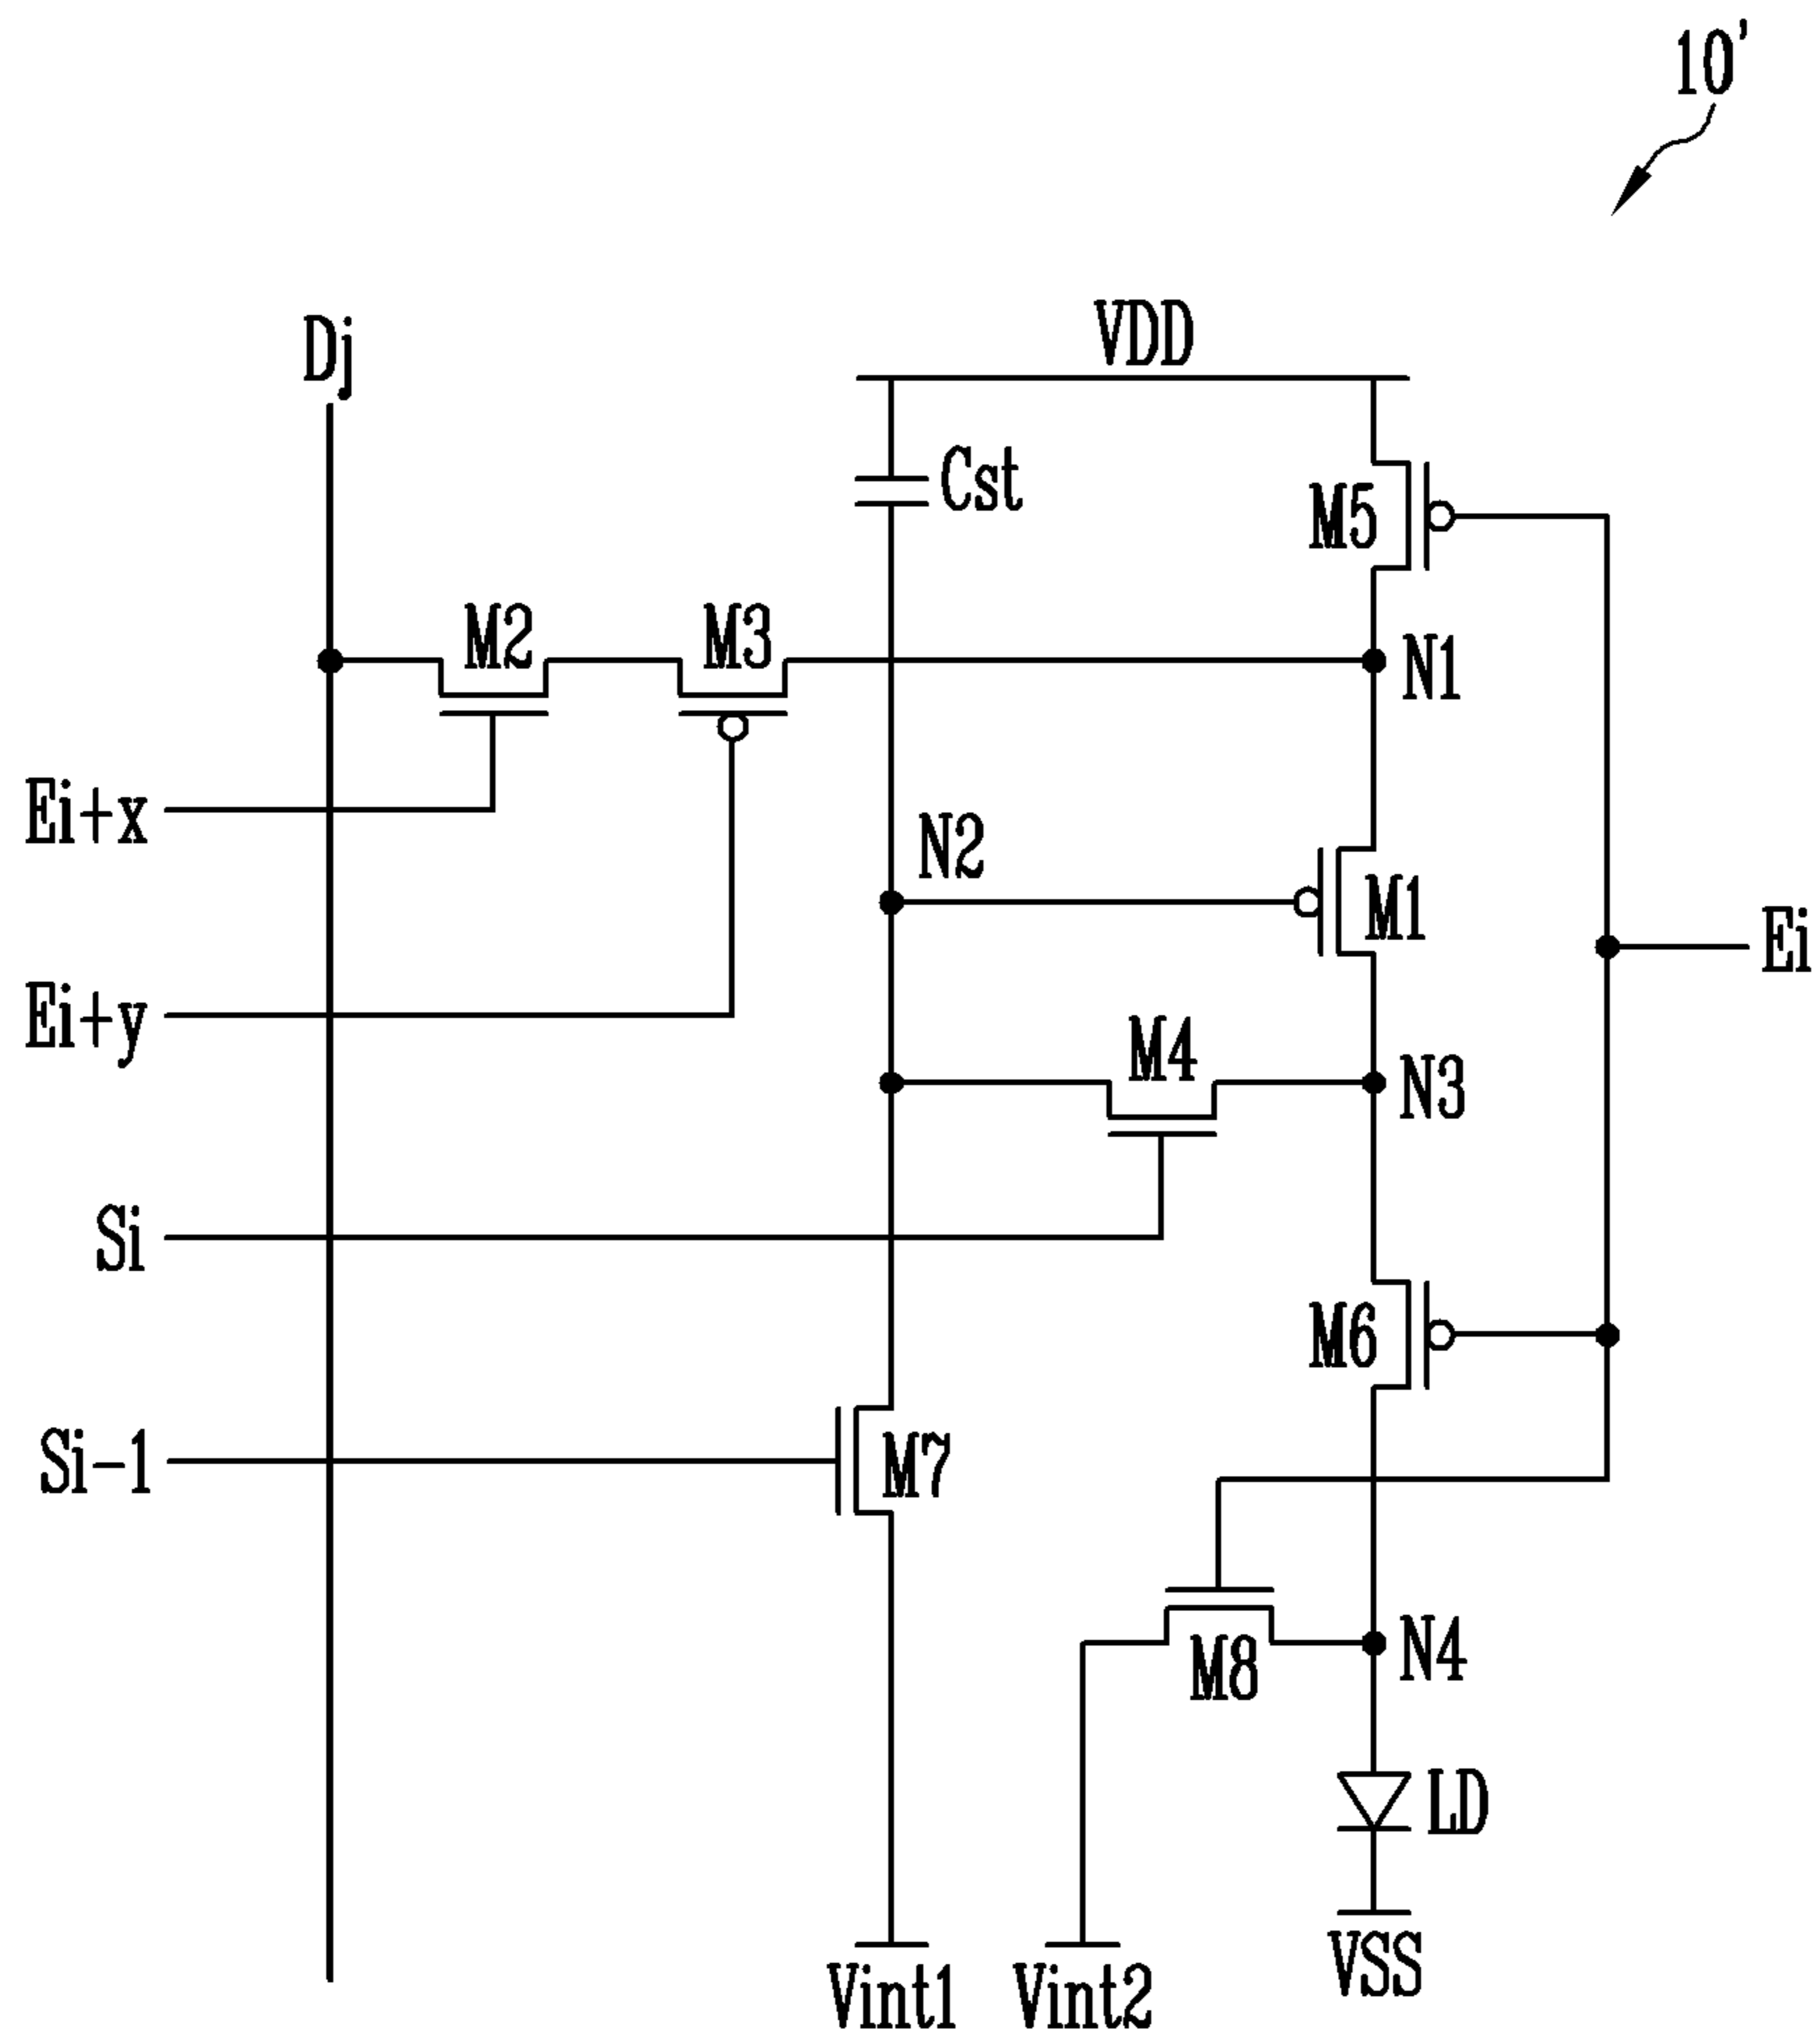 10'
Dj
VDD
Cst
M5
M2
M3
N1
Ei+x
N2
M1
Ei
Ei+y
M4
N3
Si
M6
Si-1
M7
M8
N4
LD
VSS
Vint1
Vint2